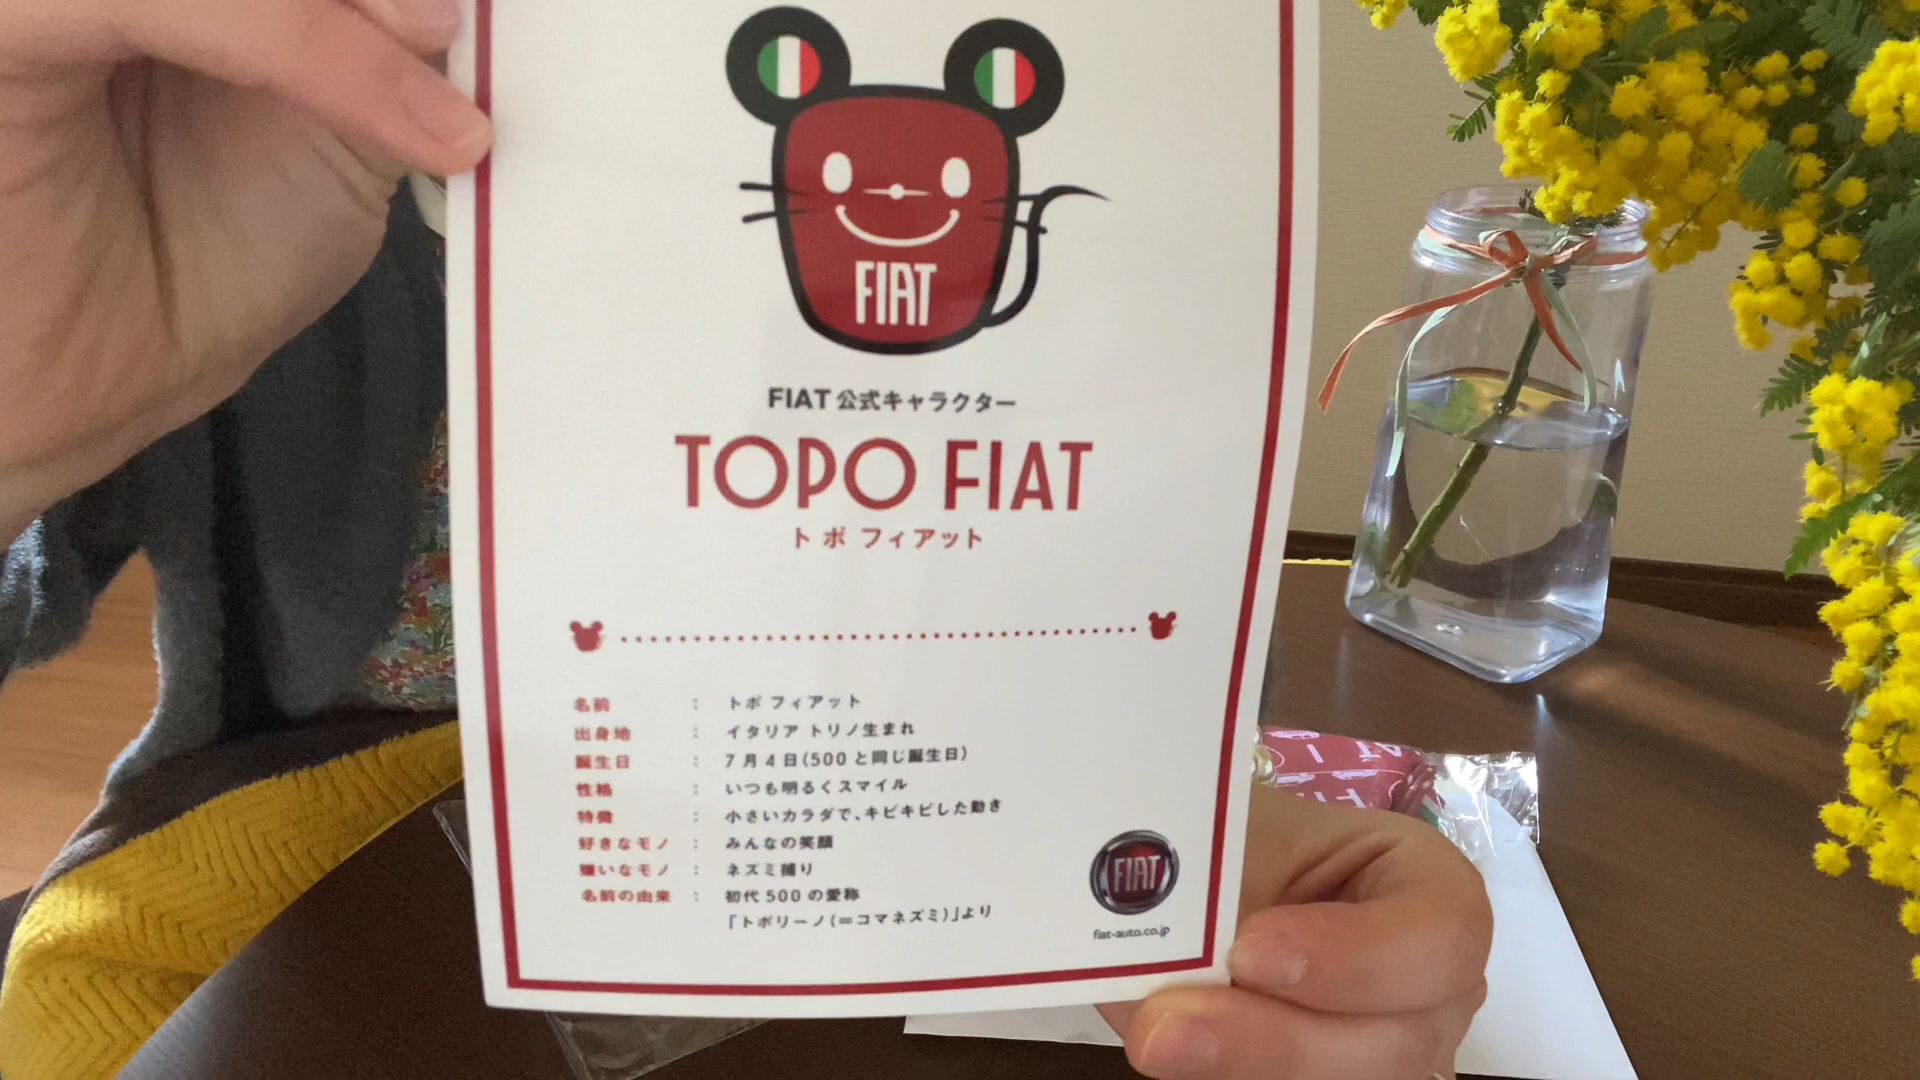 FIAT
FIAT 公式キャラクター
TOPO FIAT
トポ フィアット
名前 : トポ フィアット
出身地 : イタリア トリノ生まれ
誕生日 : 7月4日(500と同じ誕生日)
性格 : いつも明るくスマイル
特徴 : 小さいカラダで、キビキビした動き
好きなモノ : みんなの笑顔
嫌いなモノ : ネズミ捕り
名前の由来 : 初代500の愛称
「トポリーノ(=コマネズミ)」より
FIAT
fiat-auto.co.jp